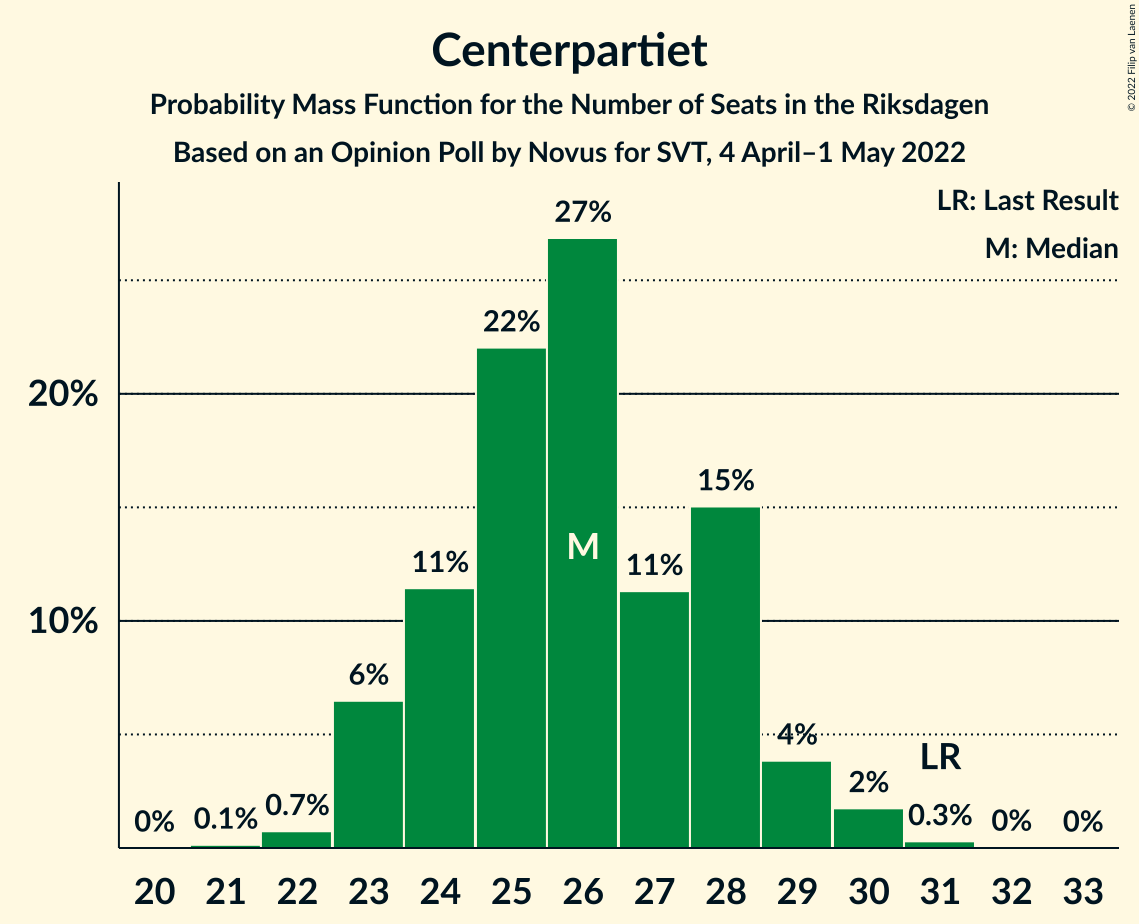 Centerpartiet
Probability Mass Function for the Number of Seats in the Riksdagen
Based on an Opinion Poll by Novus for SVT, 4 April–1 May 2022
© 2022 Filip van Laenen
LR: Last Result
M: Median
27%
22%
20%
15%
M
11%
11%
10%
6%
4%
LR
2%
0%
0.1%
0.7%
0.3%
0%
0%
20 21 22 23 24 25 26 27 28 29 30 31 32 33